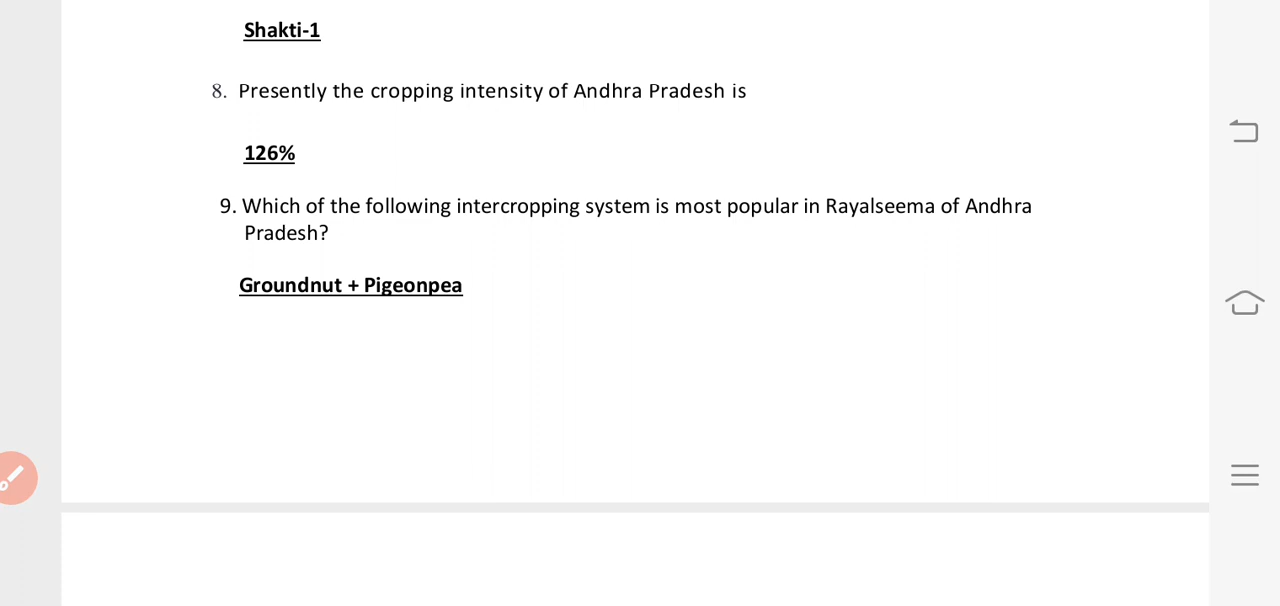 Shakti-1
8. Presently the cropping intensity of Andhra Pradesh is
126%
9. Which of the following intercropping system is most popular in Rayalseema of Andhra
Pradesh?
Groundnut + Pigeonpea